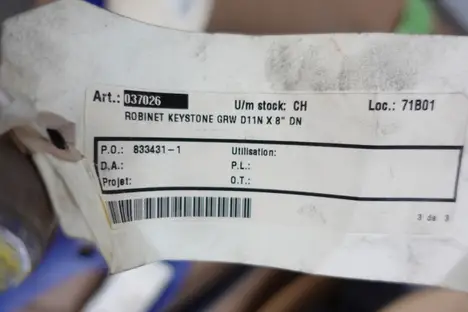 Art.: 037026 U/m stock: CH Loc.: 71B01
ROBINET KEYSTONE GRW D11N X 8" DN
P.O.: 833431-1 Utilisation:
D.A.: P.L.:
Projet: O.T.:
3 de 3